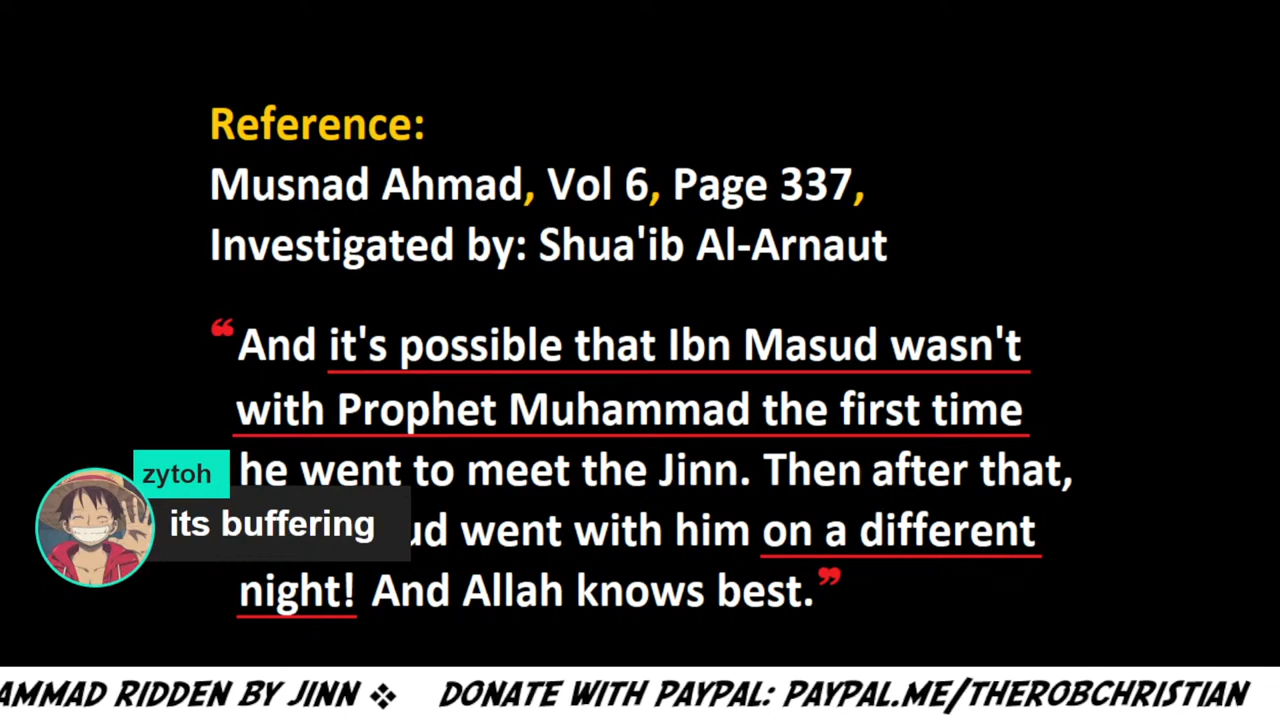 Reference:
Musnad Ahmad, Vol 6, Page 337,
Investigated by: Shua'ib Al-Arnaut
❝And it's possible that Ibn Masud wasn't
with Prophet Muhammad the first time
he went to meet the Jinn. Then after that,
ud went with him on a different
night! And Allah knows best.❞
zytoh
its buffering
AMMAD RIDDEN BY JINN ❖ DONATE WITH PAYPAL: PAYPAL.ME/THEROBCHRISTIAN